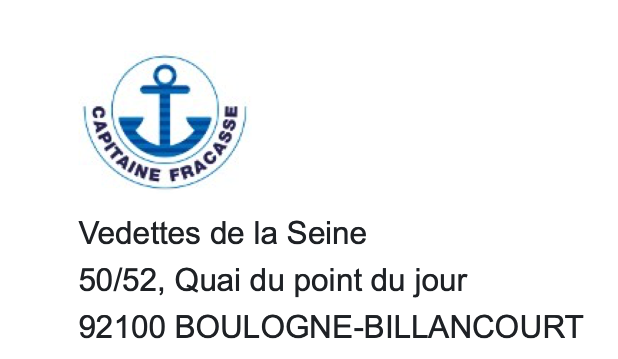 CAPITAINE FRACASSE
Vedettes de la Seine
50/52, Quai du point du jour
92100 BOULOGNE-BILLANCOURT